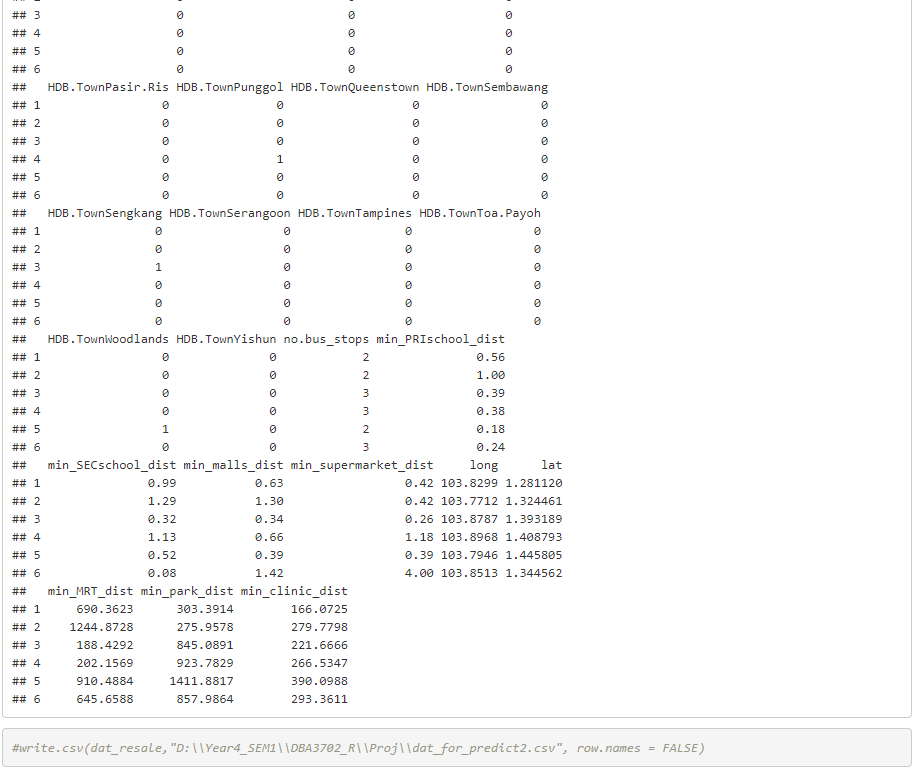 ## 3                    0                      0                    0
## 4                    0                      0                    0
## 5                    0                      0                    0
## 6                    0                      0                    0
##   HDB.TownPasir.Ris HDB.TownPunggol HDB.TownQueenstown HDB.TownSembawang
## 1                 0               0                  0                 0
## 2                 0               0                  0                 0
## 3                 0               0                  0                 0
## 4                 0               1                  0                 0
## 5                 0               0                  0                 0
## 6                 0               0                  0                 0
##   HDB.TownSengkang HDB.TownSerangoon HDB.TownTampines HDB.TownToa.Payoh
## 1                0                 0                0                 0
## 2                0                 0                0                 0
## 3                1                 0                0                 0
## 4                0                 0                0                 0
## 5                0                 0                0                 0
## 6                0                 0                0                 0
##   HDB.TownWoodlands HDB.TownYishun no.bus_stops min_PRIschool_dist
## 1                 0              0            2               0.56
## 2                 0              0            2               1.00
## 3                 0              0            3               0.39
## 4                 0              0            3               0.38
## 5                 1              0            2               0.18
## 6                 0              0            3               0.24
##   min_SECschool_dist min_malls_dist min_supermarket_dist     long      lat
## 1               0.99           0.63                 0.42 103.8299 1.281120
## 2               1.29           1.30                 0.42 103.7712 1.324461
## 3               0.32           0.34                 0.26 103.8787 1.393189
## 4               1.13           0.66                 1.18 103.8968 1.408793
## 5               0.52           0.39                 0.39 103.7946 1.445805
## 6               0.08           1.42                 4.00 103.8513 1.344562
##   min_MRT_dist min_park_dist min_clinic_dist
## 1     690.3623      303.3914        166.0725
## 2    1244.8728      275.9578        279.7798
## 3     188.4292      845.0891        221.6666
## 4     202.1569      923.7829        266.5347
## 5     910.4884     1411.8817        390.0988
## 6     645.6588      857.9864        293.3611
#write.csv(dat_resale,"D:\\Year4_SEM1\\DBA3702_R\\Proj\\dat_for_predict2.csv", row.names = FALSE)